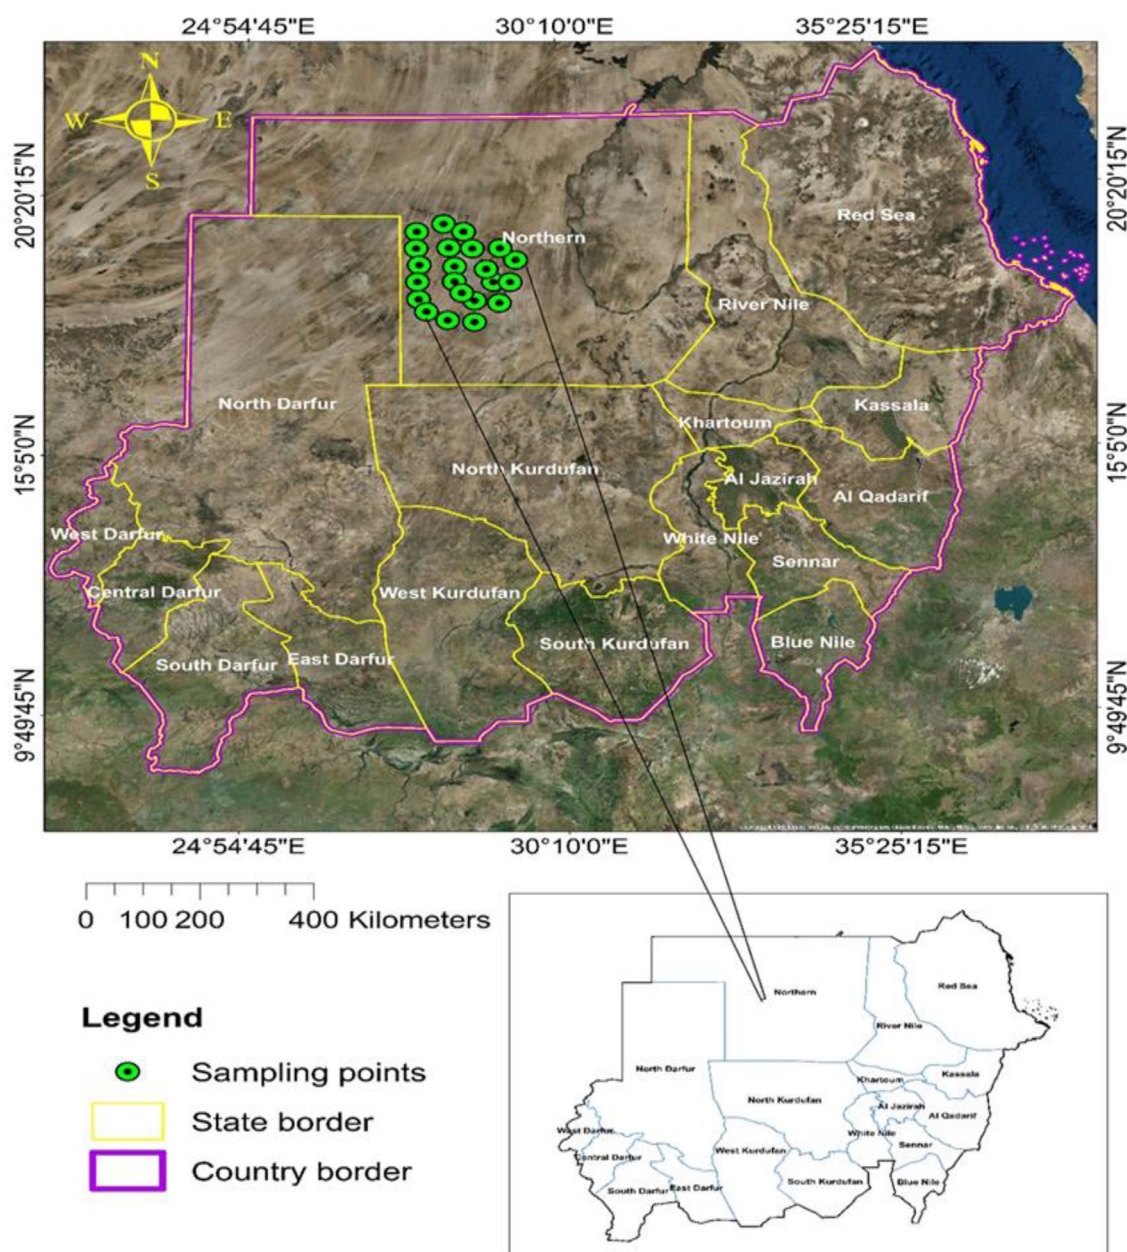 24°54'45"E 30°10'0"E 35°25'15"E
N
W E
S
20°20'15"N
20°20'15"N
Red Sea
Northern
River Nile
North Darfur
Kassala
Khartoum
15°5'0"N
15°5'0"N
North Kurdufan
Al Jazirah
Al Qadarif
West Darfur
White Nile
Sennar
Central Darfur
West Kurdufan
South Kurdufan
Blue Nile
South Darfur
East Darfur
9°49'45"N
9°49'45"N
24°54'45"E 30°10'0"E 35°25'15"E
0 100 200 400 Kilometers
Legend
Sampling points
State border
Country border
Northern
Red Sea
River Nile
North Darfur
Khartoum
Kassala
North Kurdufan
Al Jazirah
Al Qadarif
West Darfur
White Nile
Sennar
Central Darfur
West Kurdufan
South Darfur
East Darfur
South Kurdufan
Blue Nile